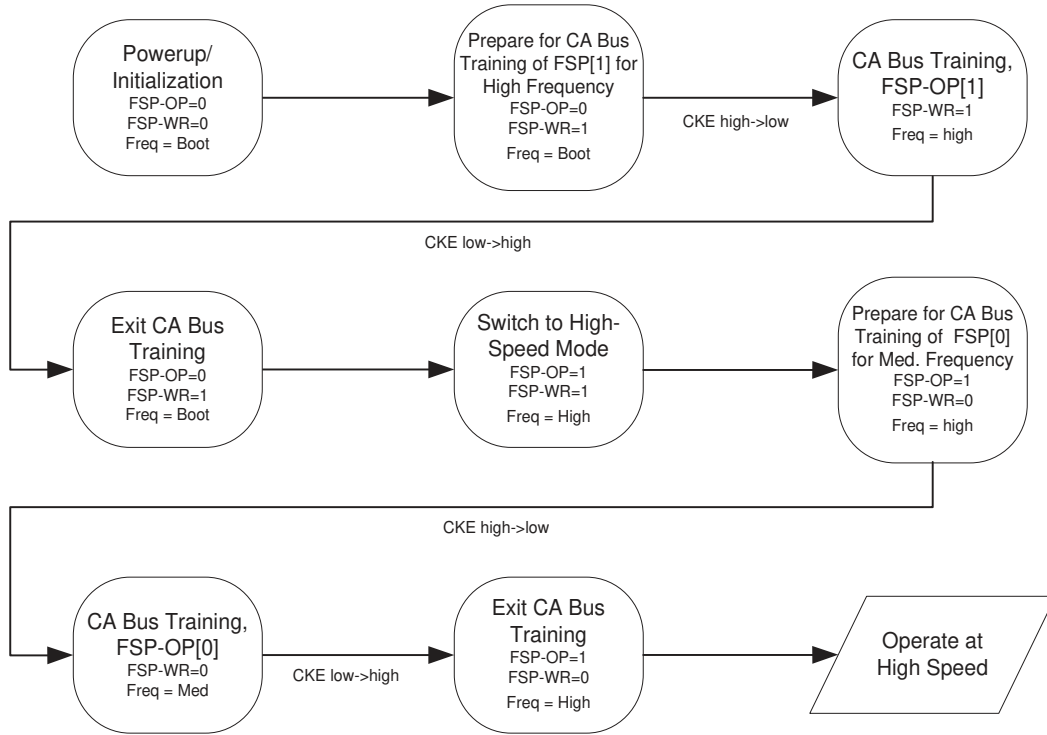 Powerup/
Initialization
FSP-OP=0
FSP-WR=0
Freq = Boot
Prepare for CA Bus
Training of FSP[1] for
High Frequency
FSP-OP=0
FSP-WR=1
Freq = Boot
CKE high->low
CA Bus Training,
FSP-OP[1]
FSP-WR=1
Freq = high
CKE low->high
Exit CA Bus
Training
FSP-OP=0
FSP-WR=1
Freq = Boot
Switch to High-
Speed Mode
FSP-OP=1
FSP-WR=1
Freq = High
Prepare for CA Bus
Training of FSP[0]
for Med. Frequency
FSP-OP=1
FSP-WR=0
Freq = high
CKE high->low
CA Bus Training,
FSP-OP[0]
FSP-WR=0
Freq = Med
CKE low->high
Exit CA Bus
Training
FSP-OP=1
FSP-WR=0
Freq = High
Operate at
High Speed